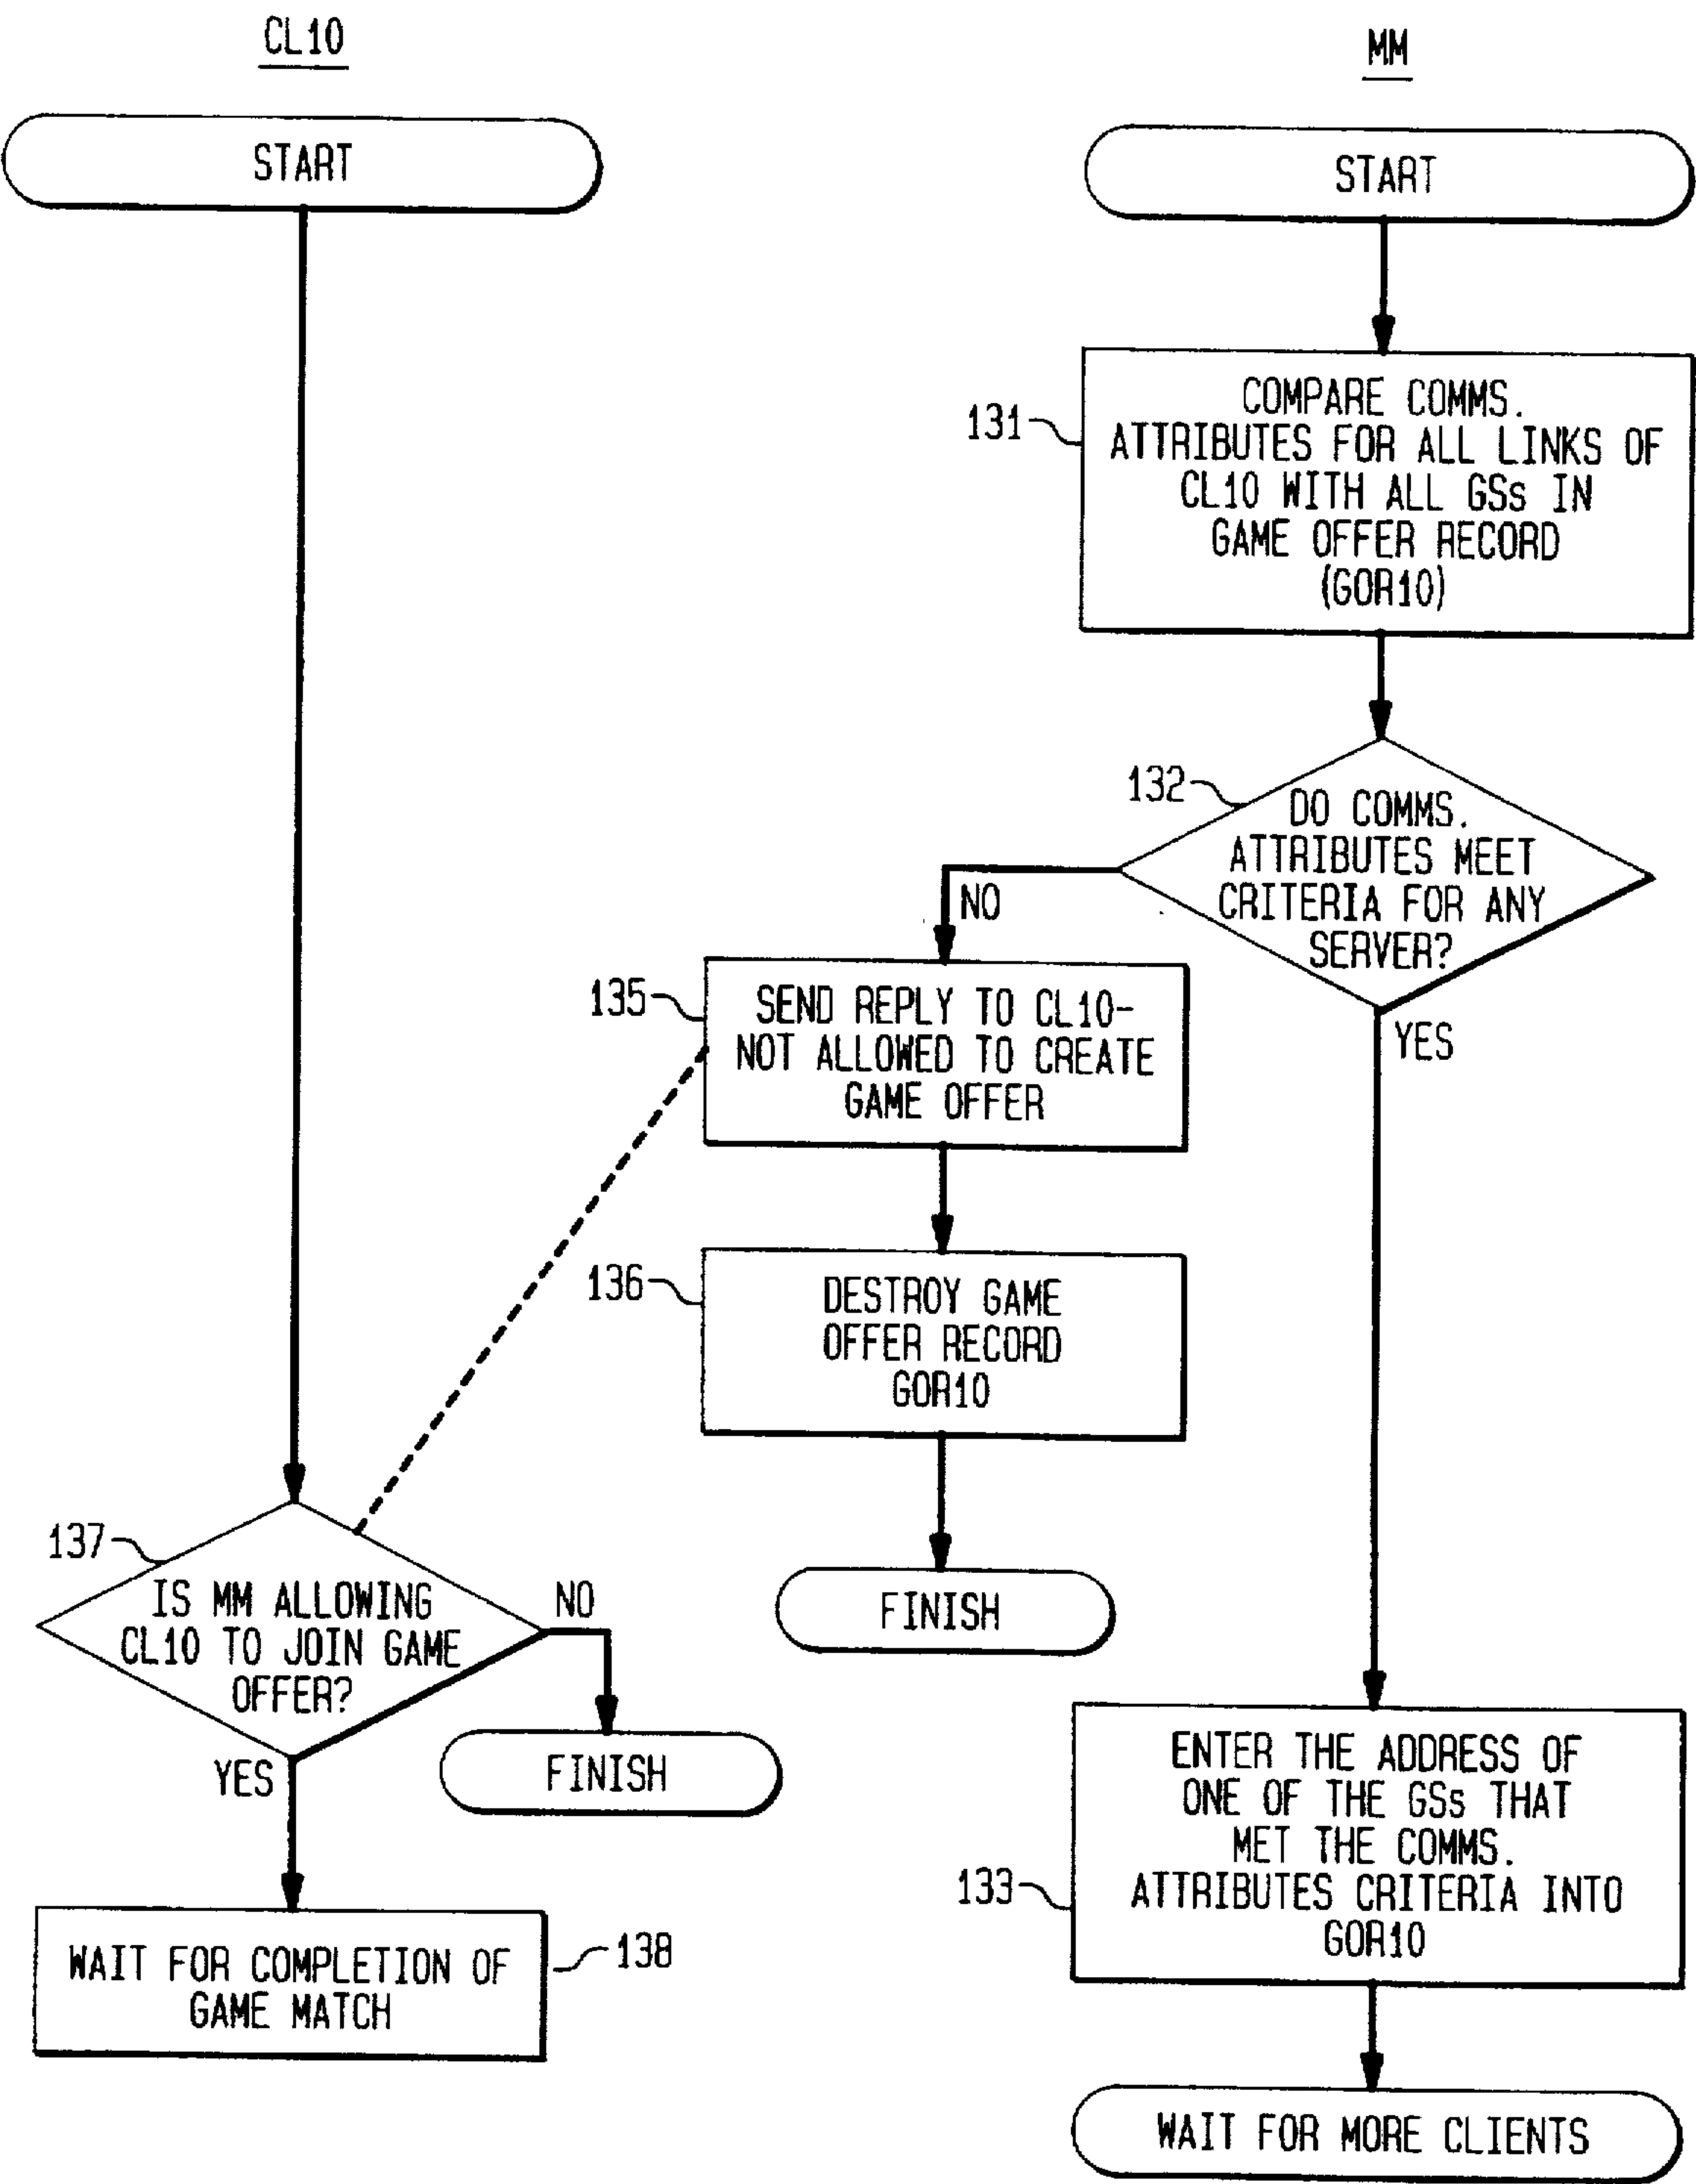 CL10
MM
START
START
131
COMPARE COMMS.
ATTRIBUTES FOR ALL LINKS OF
CL10 WITH ALL GSs IN
GAME OFFER RECORD
(GOR10)
132
DO COMMS.
ATTRIBUTES MEET
CRITERIA FOR ANY
SERVER?
NO
YES
135
SEND REPLY TO CL10-
NOT ALLOWED TO CREATE
GAME OFFER
136
DESTROY GAME
OFFER RECORD
GOR10
FINISH
137
IS MM ALLOWING
CL10 TO JOIN GAME
OFFER?
NO
YES
FINISH
WAIT FOR COMPLETION OF
GAME MATCH
138
133
ENTER THE ADDRESS OF
ONE OF THE GSs THAT
MET THE COMMS.
ATTRIBUTES CRITERIA INTO
GOR10
WAIT FOR MORE CLIENTS